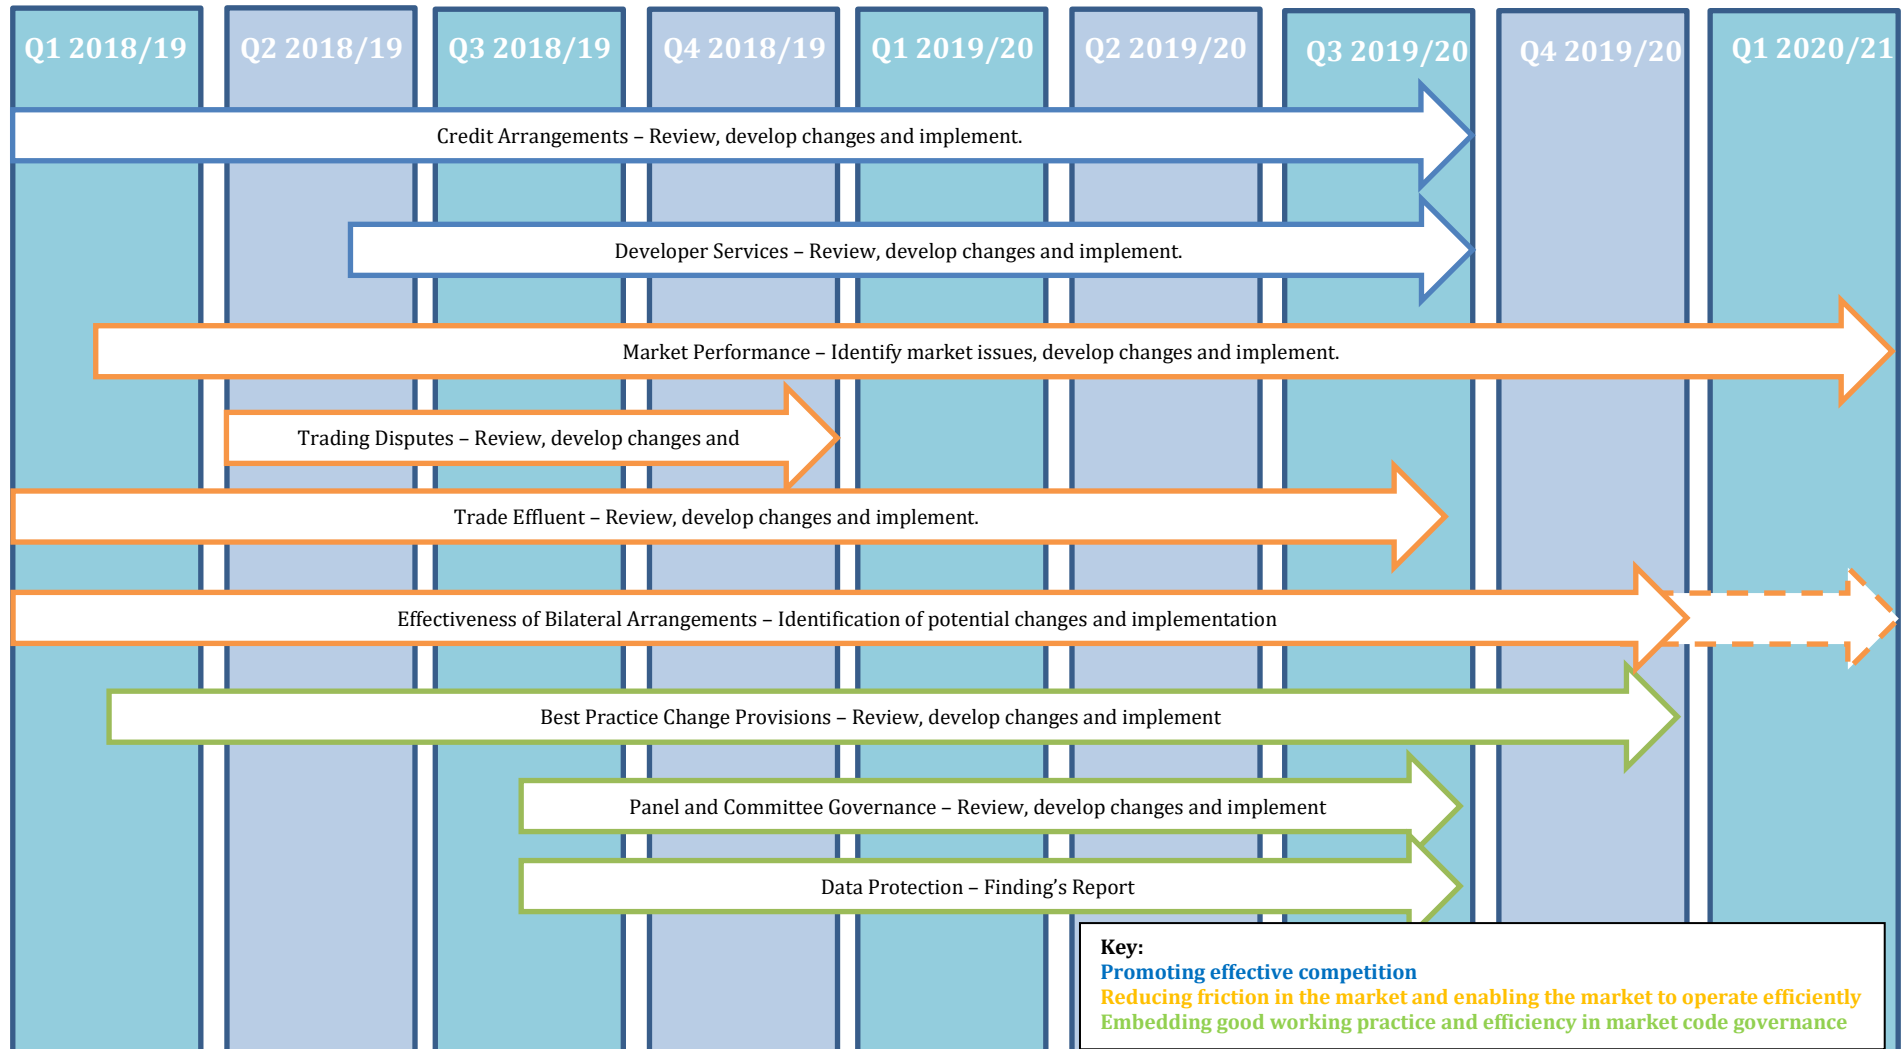 Q1 2018/19 Q2 2018/19 Q3 2018/19 Q4 2018/19 Q1 2019/20 Q2 2019/20 Q3 2019/20 Q4 2019/20 Q1 2020/21
Credit Arrangements – Review, develop changes and implement.
Developer Services – Review, develop changes and implement.
Market Performance – Identify market issues, develop changes and implement.
Trading Disputes – Review, develop changes and
Trade Effluent – Review, develop changes and implement.
Effectiveness of Bilateral Arrangements – Identification of potential changes and implementation
Best Practice Change Provisions – Review, develop changes and implement
Panel and Committee Governance – Review, develop changes and implement
Data Protection – Finding’s Report
Key:
Promoting effective competition
Reducing friction in the market and enabling the market to operate efficiently
Embedding good working practice and efficiency in market code governance